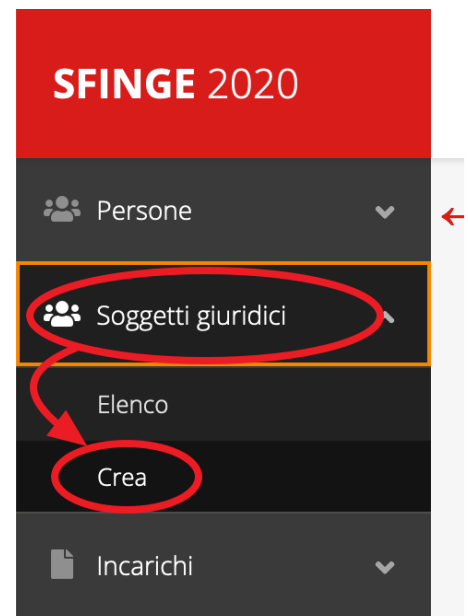 SFINGE 2020
Persone
Soggetti giuridici
Elenco
Crea
Incarichi